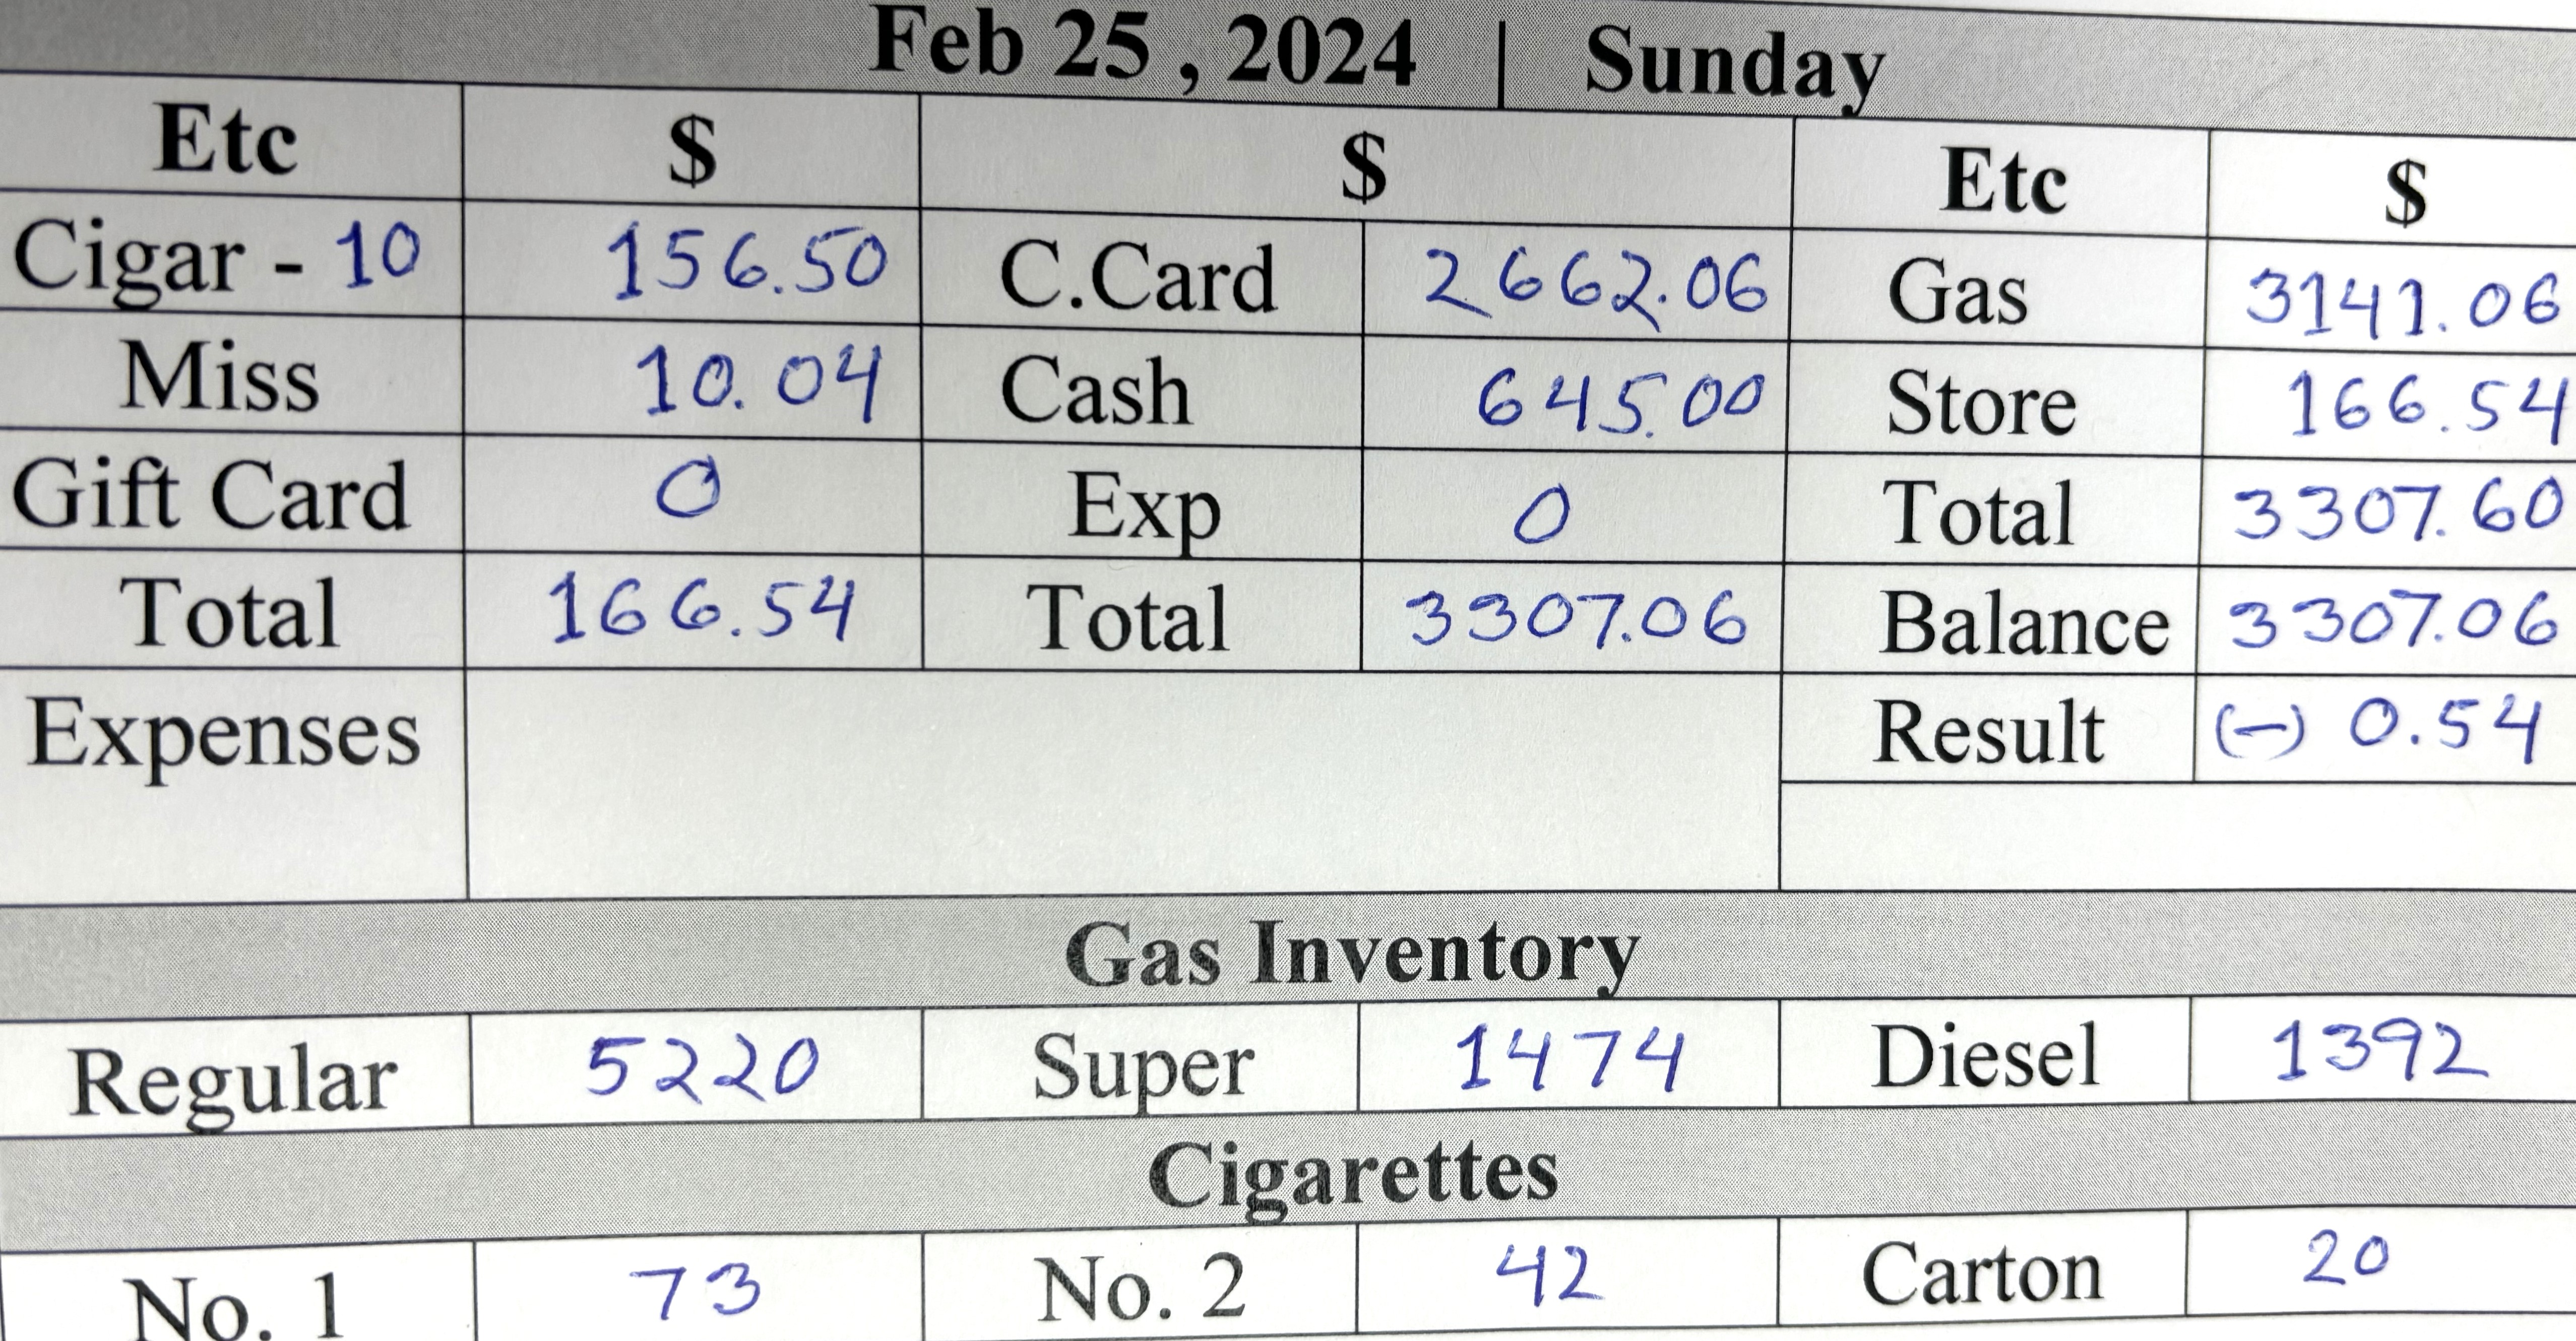 Feb 25 , 2024 | Sunday
Etc $ $ Etc $
Cigar - 10 156.50 C.Card 2662.06 Gas 3141.06
Miss 10.04 Cash 645.00 Store 166.54
Gift Card 0 Exp 0 Total 3307.60
Total 166.54 Total 3307.06 Balance 3307.06
Expenses Result (-) 0.54
Gas Inventory
Regular 5220 Super 1474 Diesel 1392
Cigarettes
No. 1 73 No. 2 42 Carton 20